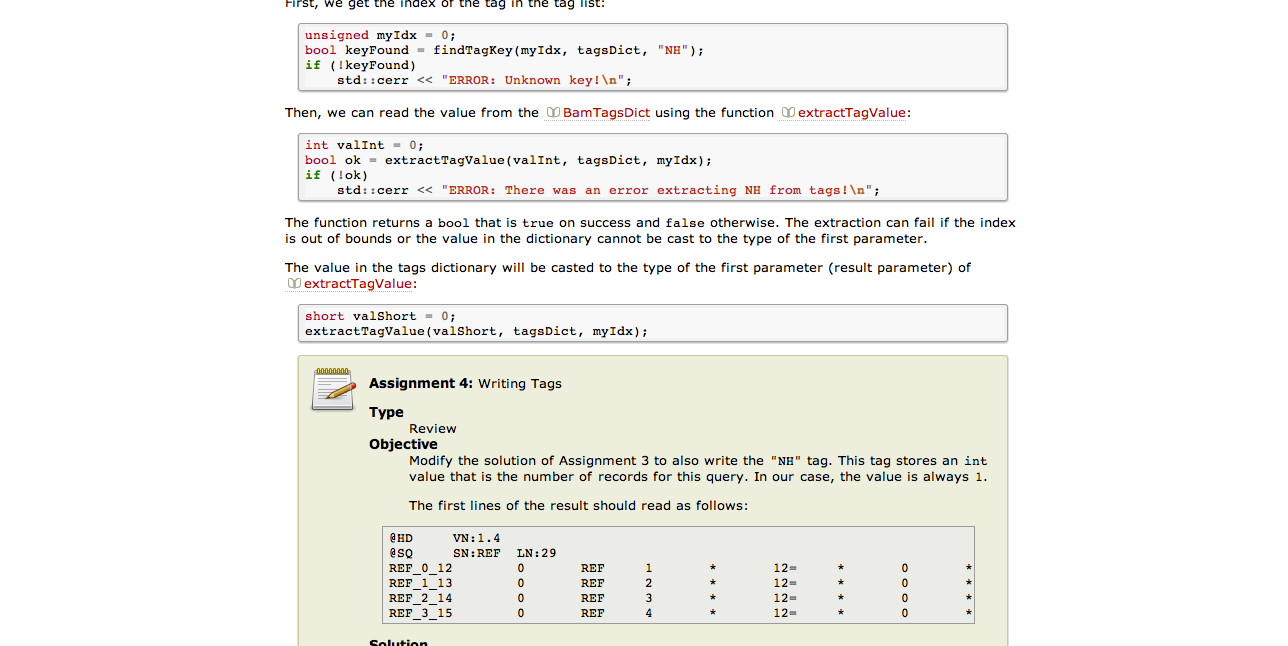 First, we get the index of the tag in the tag list:
unsigned myIdx = 0;
bool keyFound = findTagKey(myIdx, tagsDict, "NH");
if (!keyFound)
    std::cerr << "ERROR: Unknown key!\n";
Then, we can read the value from the BamTagsDict using the function extractTagValue:
int valInt = 0;
bool ok = extractTagValue(valInt, tagsDict, myIdx);
if (!ok)
    std::cerr << "ERROR: There was an error extracting NH from tags!\n";
The function returns a bool that is true on success and false otherwise. The extraction can fail if the index
is out of bounds or the value in the dictionary cannot be cast to the type of the first parameter.
The value in the tags dictionary will be casted to the type of the first parameter (result parameter) of
extractTagValue:
short valShort = 0;
extractTagValue(valShort, tagsDict, myIdx);
Assignment 4: Writing Tags
Type
Review
Objective
Modify the solution of Assignment 3 to also write the "NH" tag. This tag stores an int
value that is the number of records for this query. In our case, the value is always 1.
The first lines of the result should read as follows:
@HD     VN:1.4
@SQ     SN:REF  LN:29
REF_0_12        0       REF     1       *       12=     *       0       *
REF_1_13        0       REF     2       *       12=     *       0       *
REF_2_14        0       REF     3       *       12=     *       0       *
REF_3_15        0       REF     4       *       12=     *       0       *
Solution